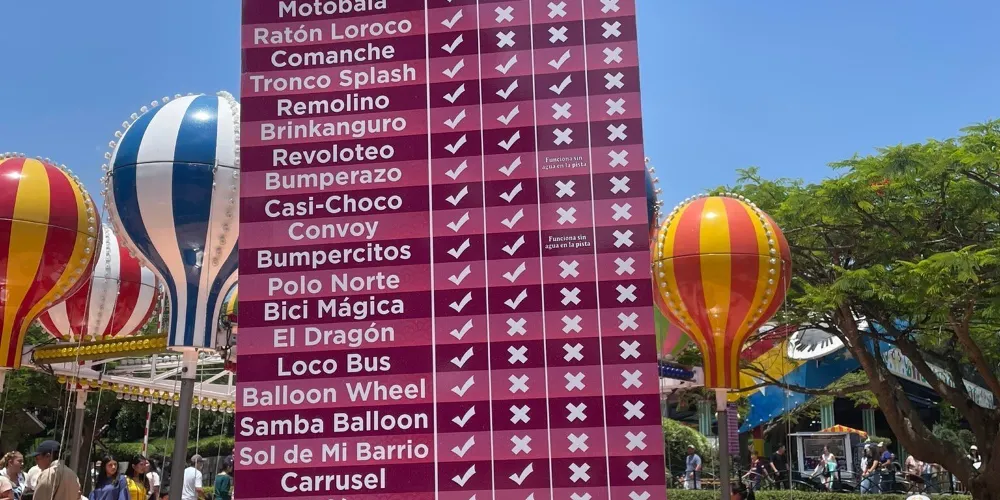 Motobala
Ratón Loroco
Comanche
Tronco Splash
Remolino
Brinkanguro
Revoloteo
Bumperazo
Funciona sin
agua en la pista
Casi-Choco
Convoy
Bumpercitos
Funciona sin
agua en la pista
Polo Norte
Bici Mágica
El Dragón
Loco Bus
Balloon Wheel
Samba Balloon
Sol de Mi Barrio
Carrusel